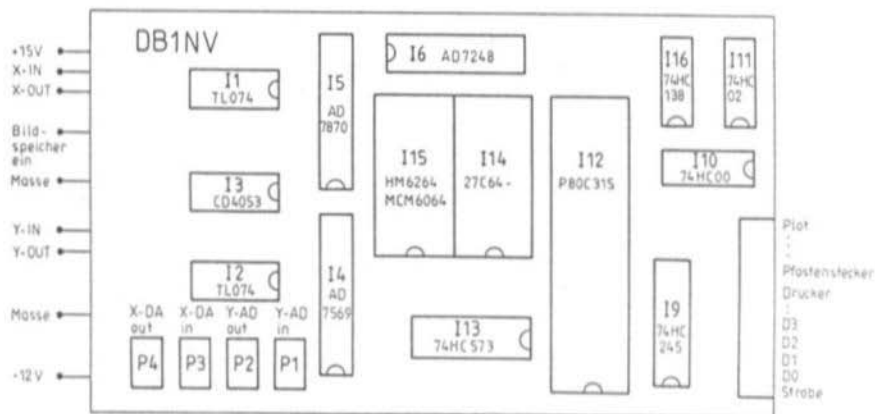 DB1NV
+15V
X-IN
X-OUT
Bild-
speicher
ein
Masse
Y-IN
Y-OUT
Masse
-12V
I1
TL074
I3
CD4053
I2
TL074
X-DA
out
X-DA
in
Y-AD
out
Y-AD
in
P4
P3
P2
P1
I5
AD
7870
I4
AD
7569
I6 AD7248
I15
HM6264
MCM6064
I14
27C64-
I13
74HC573
I12
P80C31S
I16
74HC
138
I11
74HC
02
I10
74HC00
I9
74HC
245
Plot
:
Pfostenstecker
Drucker
:
D3
D2
D1
D0
Strobe